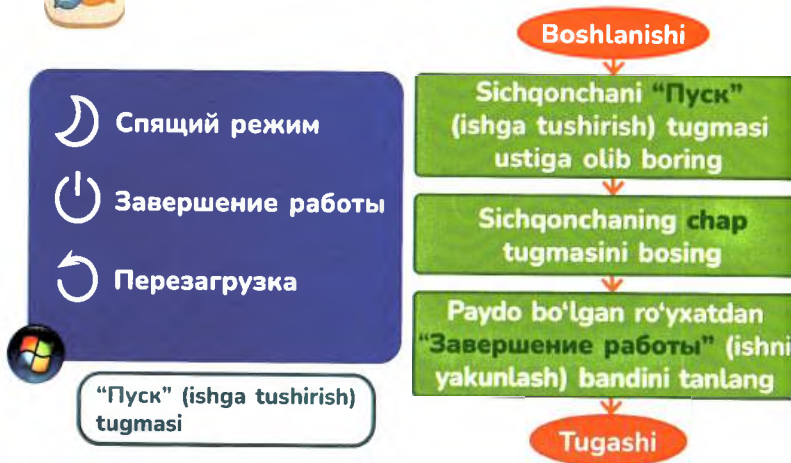 Спящий режим
Завершение работы
Перезагрузка
“Пуск” (ishga tushirish)
tugmasi
Boshlanishi
Sichqonchani “Пуск”
(ishga tushirish) tugmasi
ustiga olib boring
Sichqonchaning chap
tugmasini bosing
Paydo bo‘lgan ro‘yxatdan
“Завершение работы” (ishni
yakunlash) bandini tanlang
Tugashi